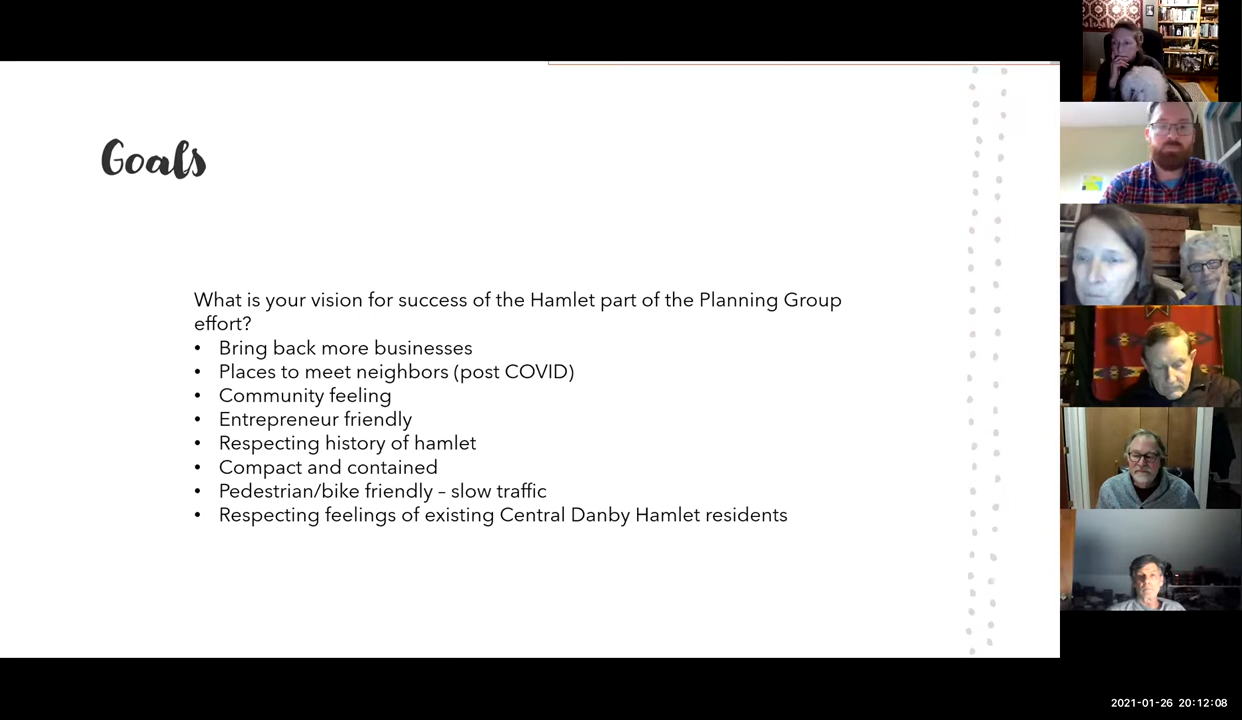 Goals
What is your vision for success of the Hamlet part of the Planning Group
effort?
• Bring back more businesses
• Places to meet neighbors (post COVID)
• Community feeling
• Entrepreneur friendly
• Respecting history of hamlet
• Compact and contained
• Pedestrian/bike friendly – slow traffic
• Respecting feelings of existing Central Danby Hamlet residents
2021-01-26 20:12:08